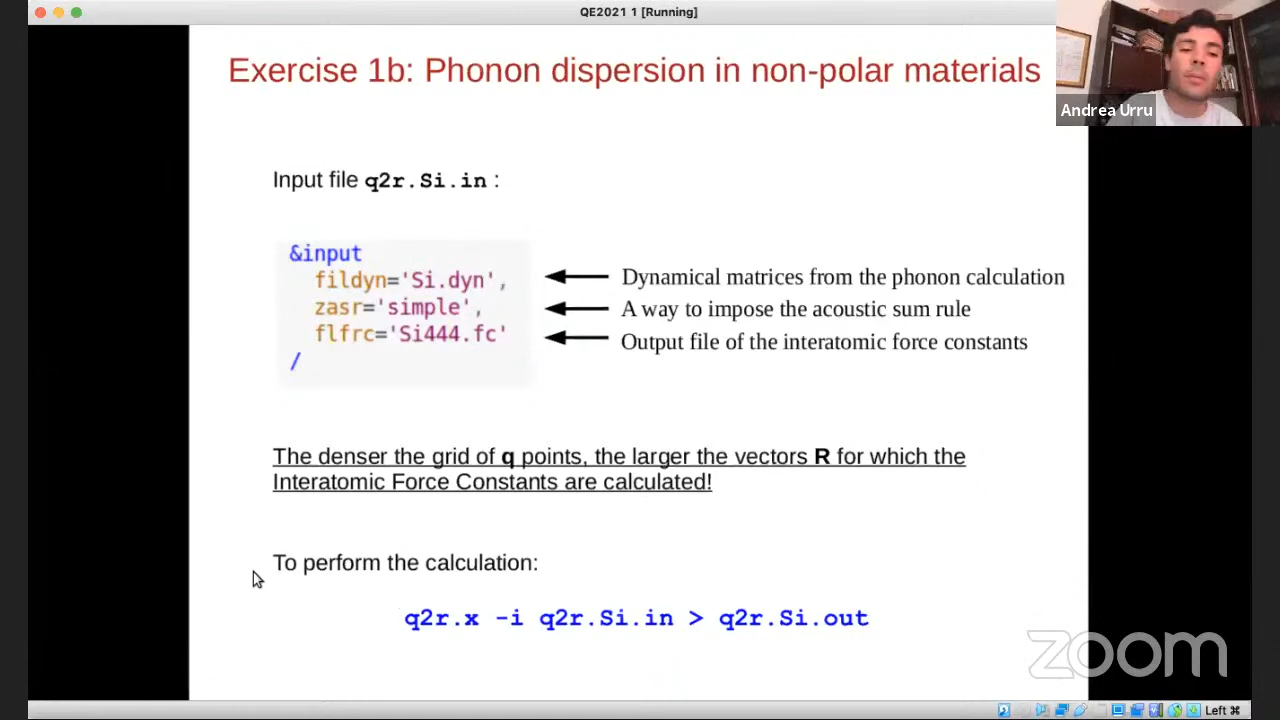 QE2021 1 [Running]
Exercise 1b: Phonon dispersion in non-polar materials
Andrea Urru
Input file q2r.Si.in :
&input
fildyn='Si.dyn',
zasr='simple',
flfrc='Si444.fc'
/
Dynamical matrices from the phonon calculation
A way to impose the acoustic sum rule
Output file of the interatomic force constants
The denser the grid of q points, the larger the vectors R for which the
Interatomic Force Constants are calculated!
To perform the calculation:
q2r.x -i q2r.Si.in > q2r.Si.out
zoom
Left ⌘